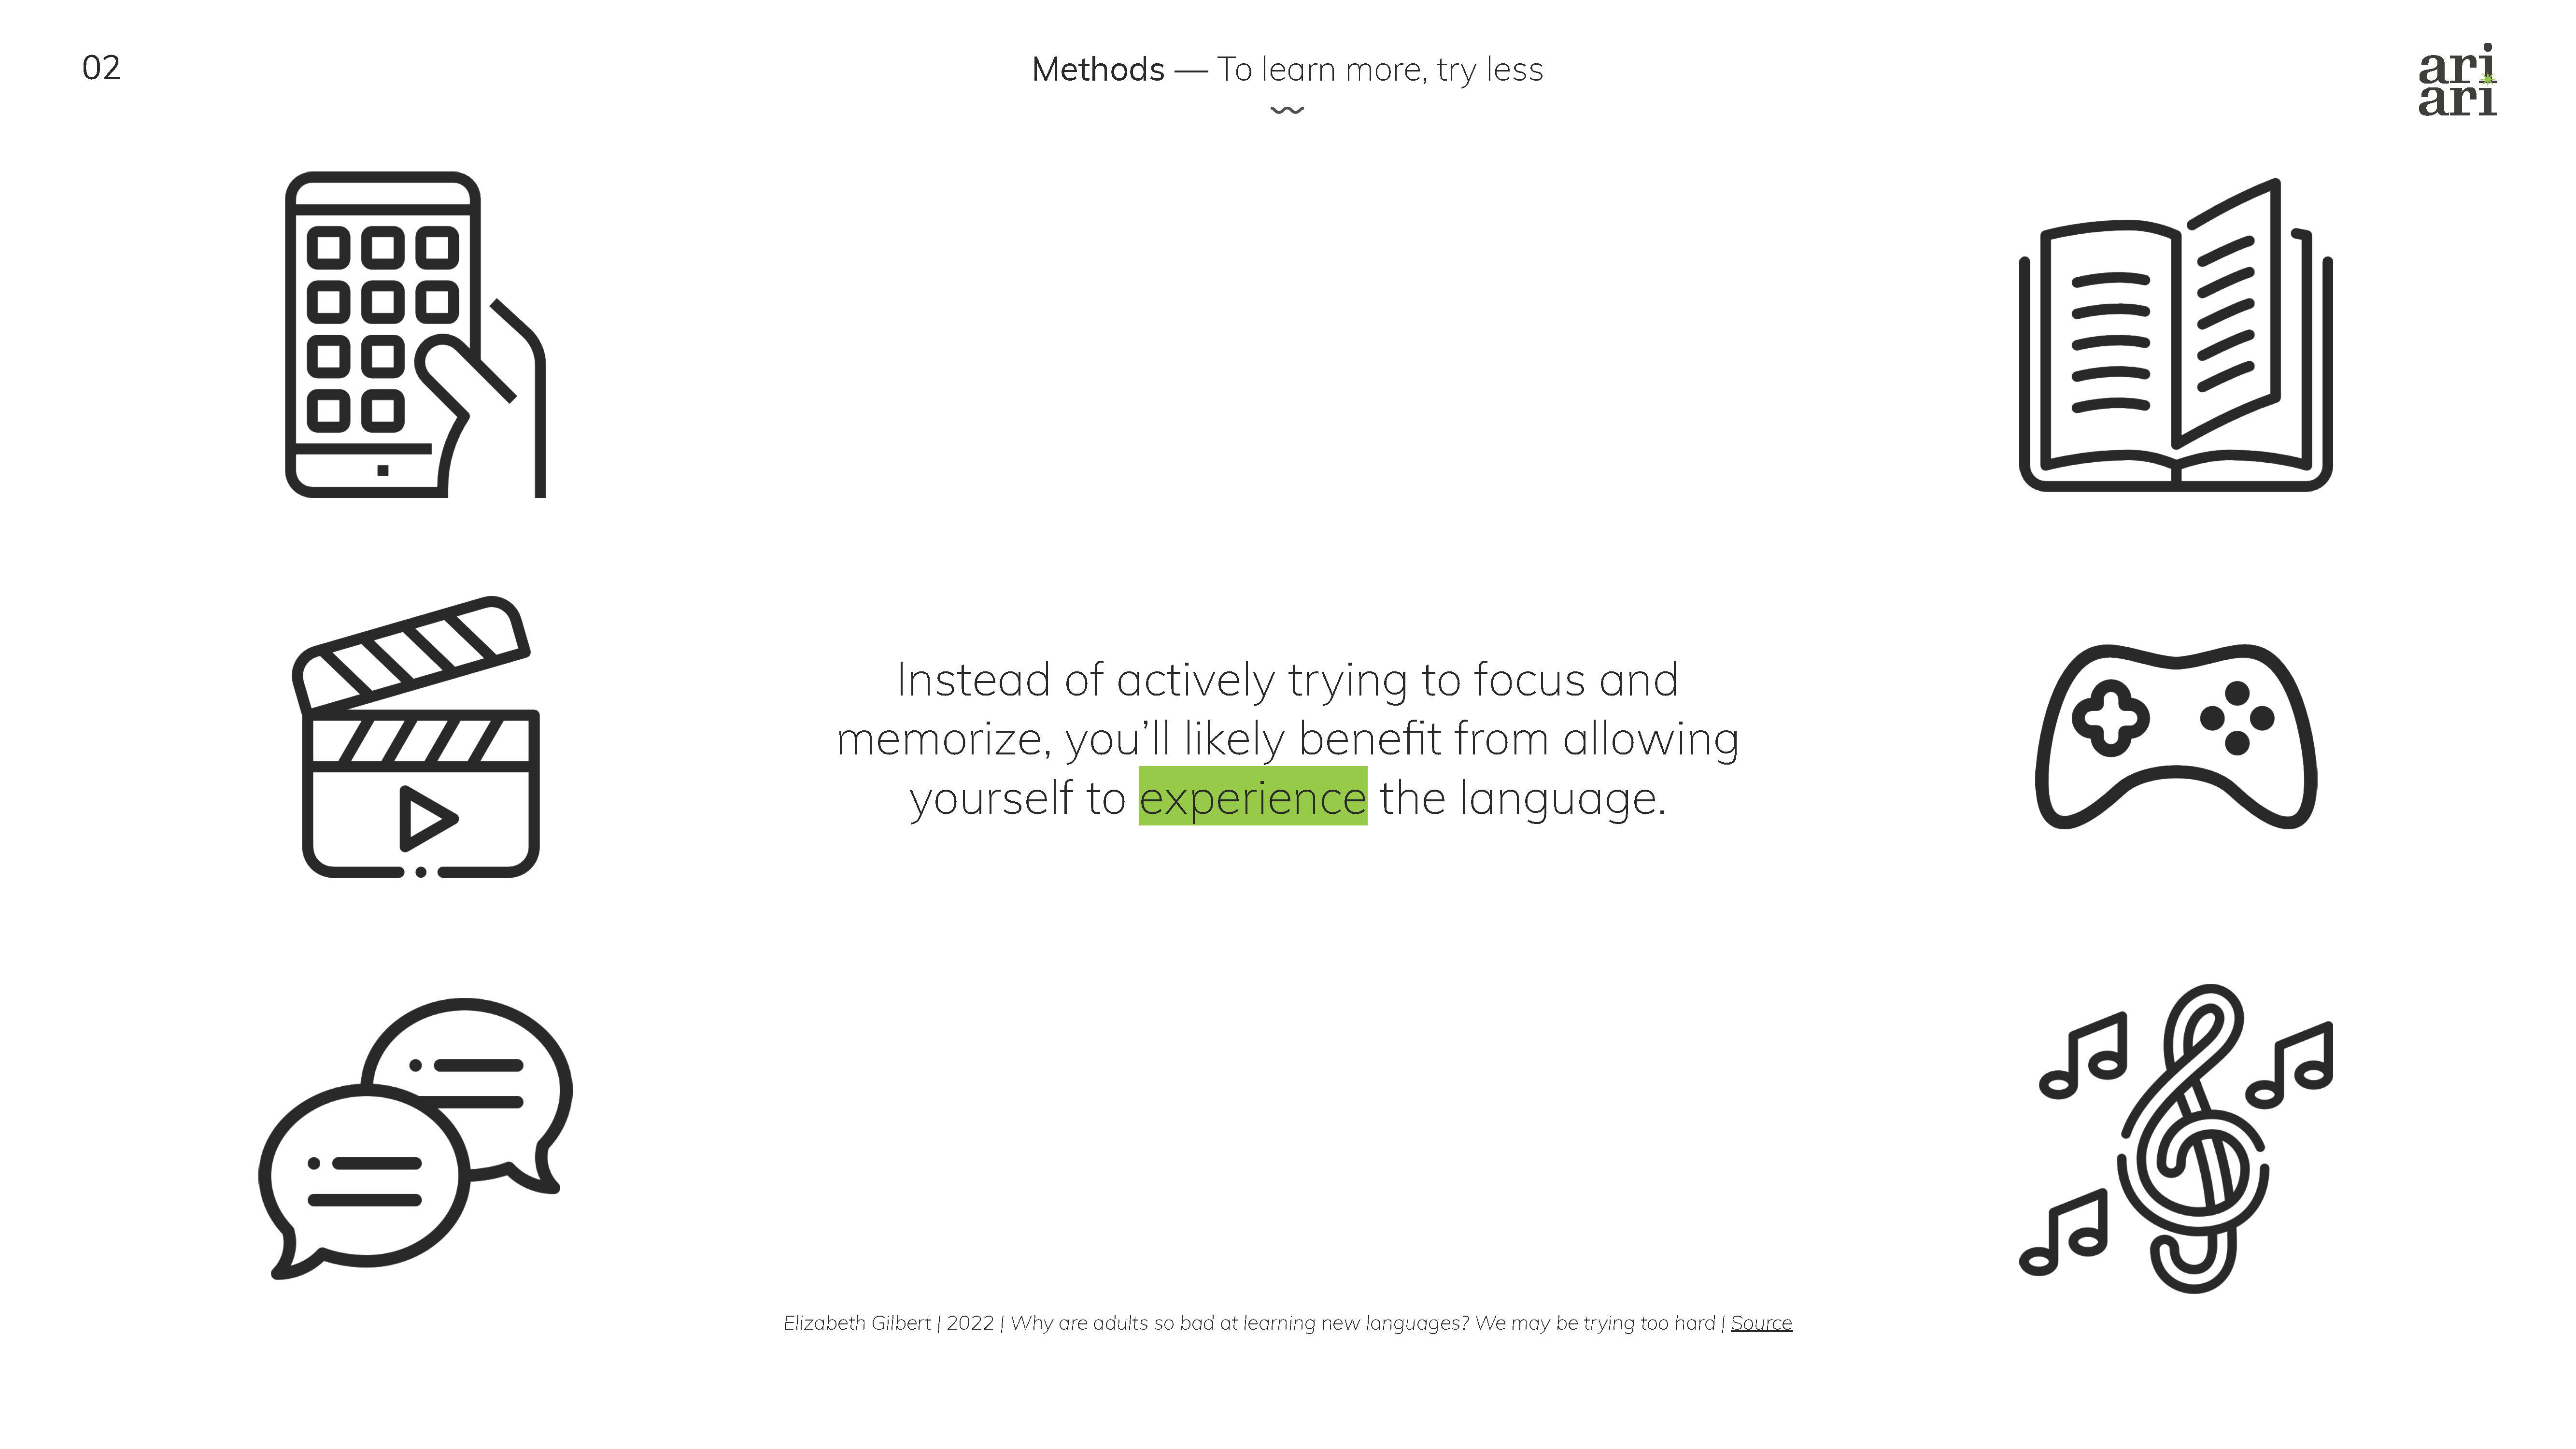 02
Methods — To learn more, try less
ari
ari
Instead of actively trying to focus and
memorize, you’ll likely benefit from allowing
yourself to experience the language.
Elizabeth Gilbert | 2022 | Why are adults so bad at learning new languages? We may be trying too hard | Source